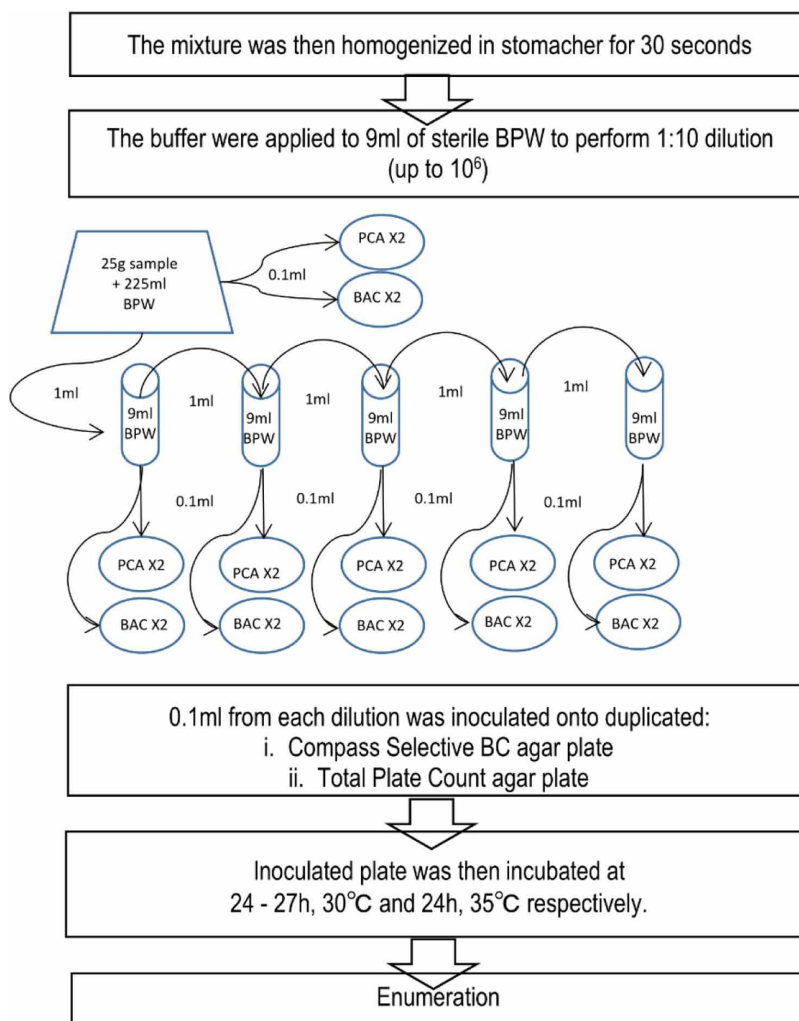 The mixture was then homogenized in stomacher for 30 seconds
The buffer were applied to 9ml of sterile BPW to perform 1:10 dilution
(up to 10⁶)
25g sample
+ 225ml
BPW
0.1ml
PCA X2
BAC X2
1ml
1ml
1ml
1ml
1ml
9ml
BPW
9ml
BPW
9ml
BPW
9ml
BPW
9ml
BPW
0.1ml
0.1ml
0.1ml
0.1ml
PCA X2
PCA X2
PCA X2
PCA X2
PCA X2
BAC X2
BAC X2
BAC X2
BAC X2
BAC X2
0.1ml from each dilution was inoculated onto duplicated:
i. Compass Selective BC agar plate
ii. Total Plate Count agar plate
Inoculated plate was then incubated at
24 - 27h, 30°C and 24h, 35°C respectively.
Enumeration